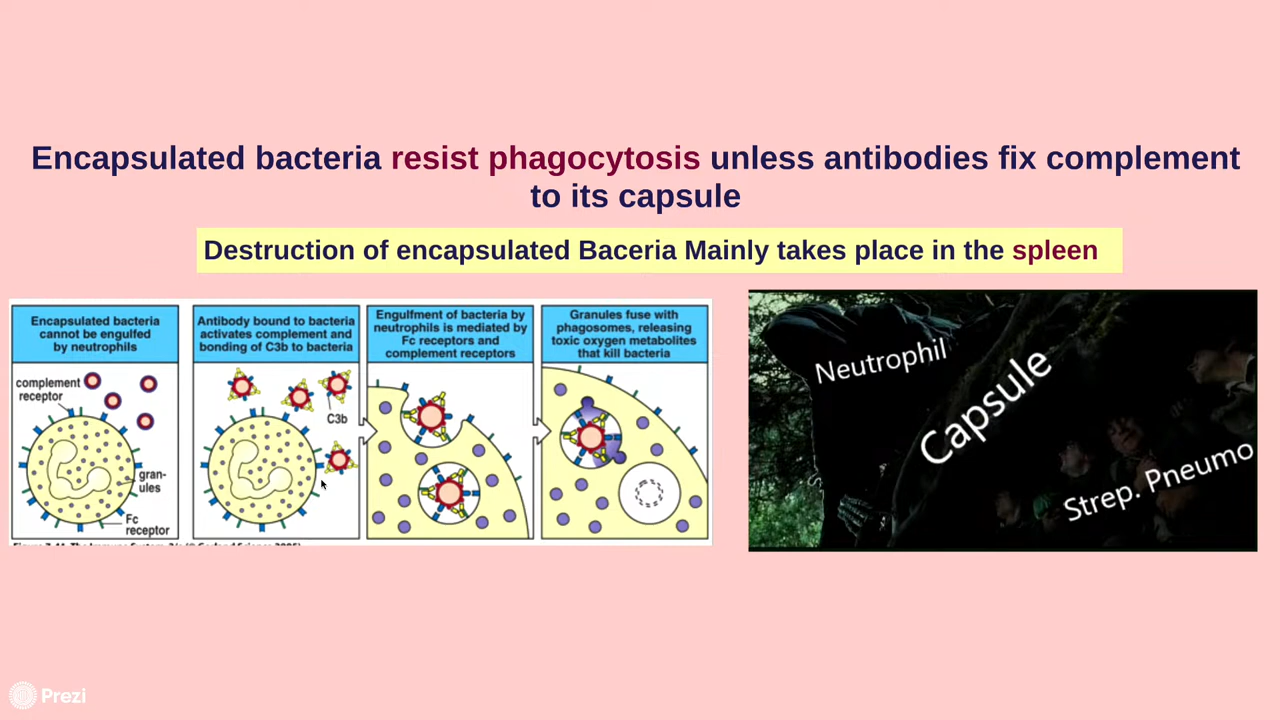 Encapsulated bacteria resist phagocytosis unless antibodies fix complement
to its capsule
Destruction of encapsulated Baceria Mainly takes place in the spleen
Encapsulated bacteria
cannot be engulfed
by neutrophils
complement
receptor
gran-
ules
Fc
receptor
Antibody bound to bacteria
activates complement and
bonding of C3b to bacteria
C3b
Engulfment of bacteria by
neutrophils is mediated by
Fc receptors and
complement receptors
Granules fuse with
phagosomes, releasing
toxic oxygen metabolites
that kill bacteria
Neutrophil
Capsule
Strep. Pneumo
Prezi